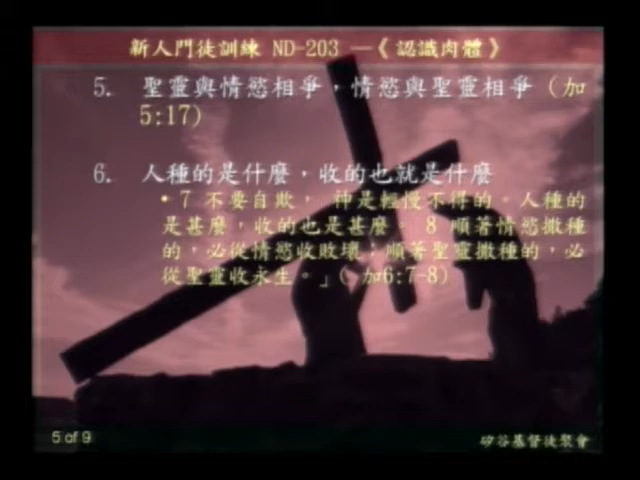 新人門徒訓練 ND-203 —《 認識肉體 》
5. 聖靈與情慾相爭，情慾與聖靈相爭（加
5:17）
6. 人種的是什麼，收的也就是什麼
• 7 不要自欺， 神是輕慢不得的。人種的
是甚麼，收的也是甚麼 8 順著情慾撒種
的，必從情慾收敗壞；順著聖靈撒種的，必
從聖靈收永生。」( 加6:7-8)
5 of 9
矽谷基督徒聚會